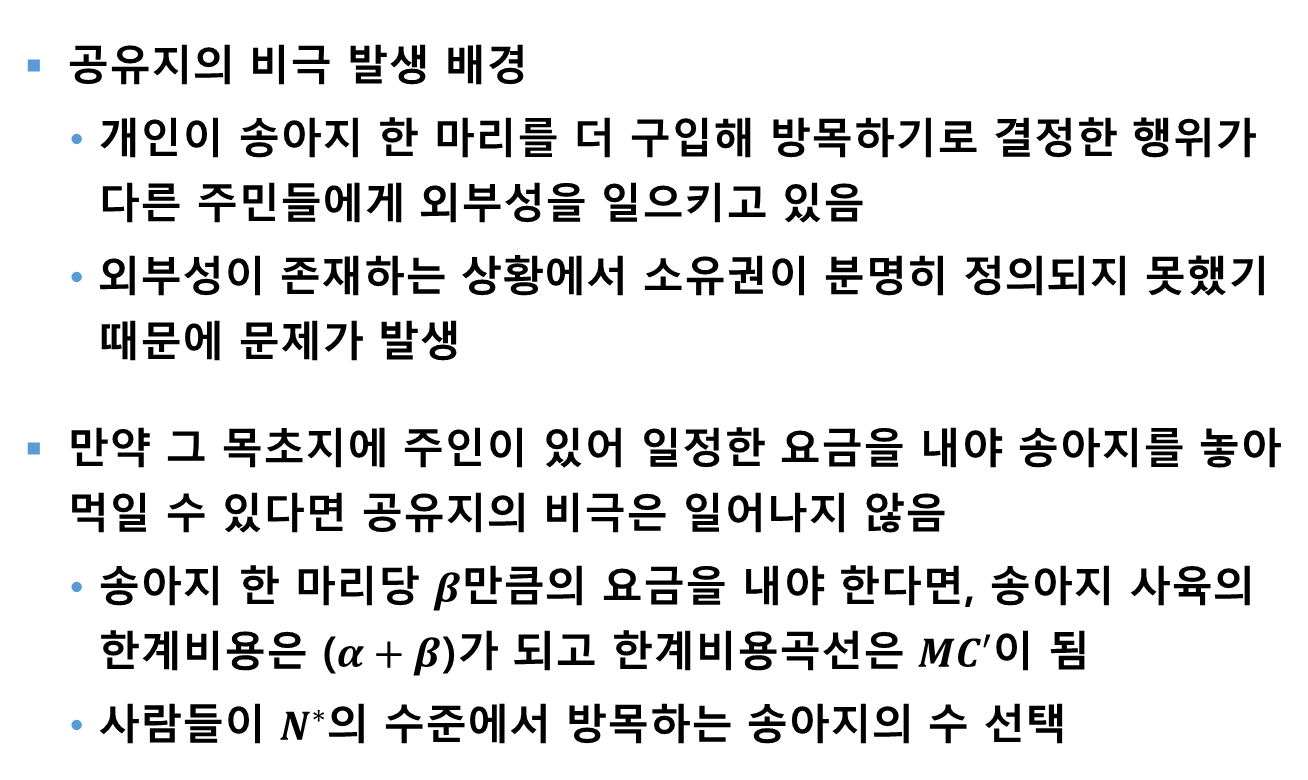 ▪ 공유지의 비극 발생 배경
• 개인이 송아지 한 마리를 더 구입해 방목하기로 결정한 행위가
다른 주민들에게 외부성을 일으키고 있음
• 외부성이 존재하는 상황에서 소유권이 분명히 정의되지 못했기
때문에 문제가 발생
▪ 만약 그 목초지에 주인이 있어 일정한 요금을 내야 송아지를 놓아
먹일 수 있다면 공유지의 비극은 일어나지 않음
• 송아지 한 마리당 β만큼의 요금을 내야 한다면, 송아지 사육의
한계비용은 (α + β)가 되고 한계비용곡선은 MC′이 됨
• 사람들이 N*의 수준에서 방목하는 송아지의 수 선택